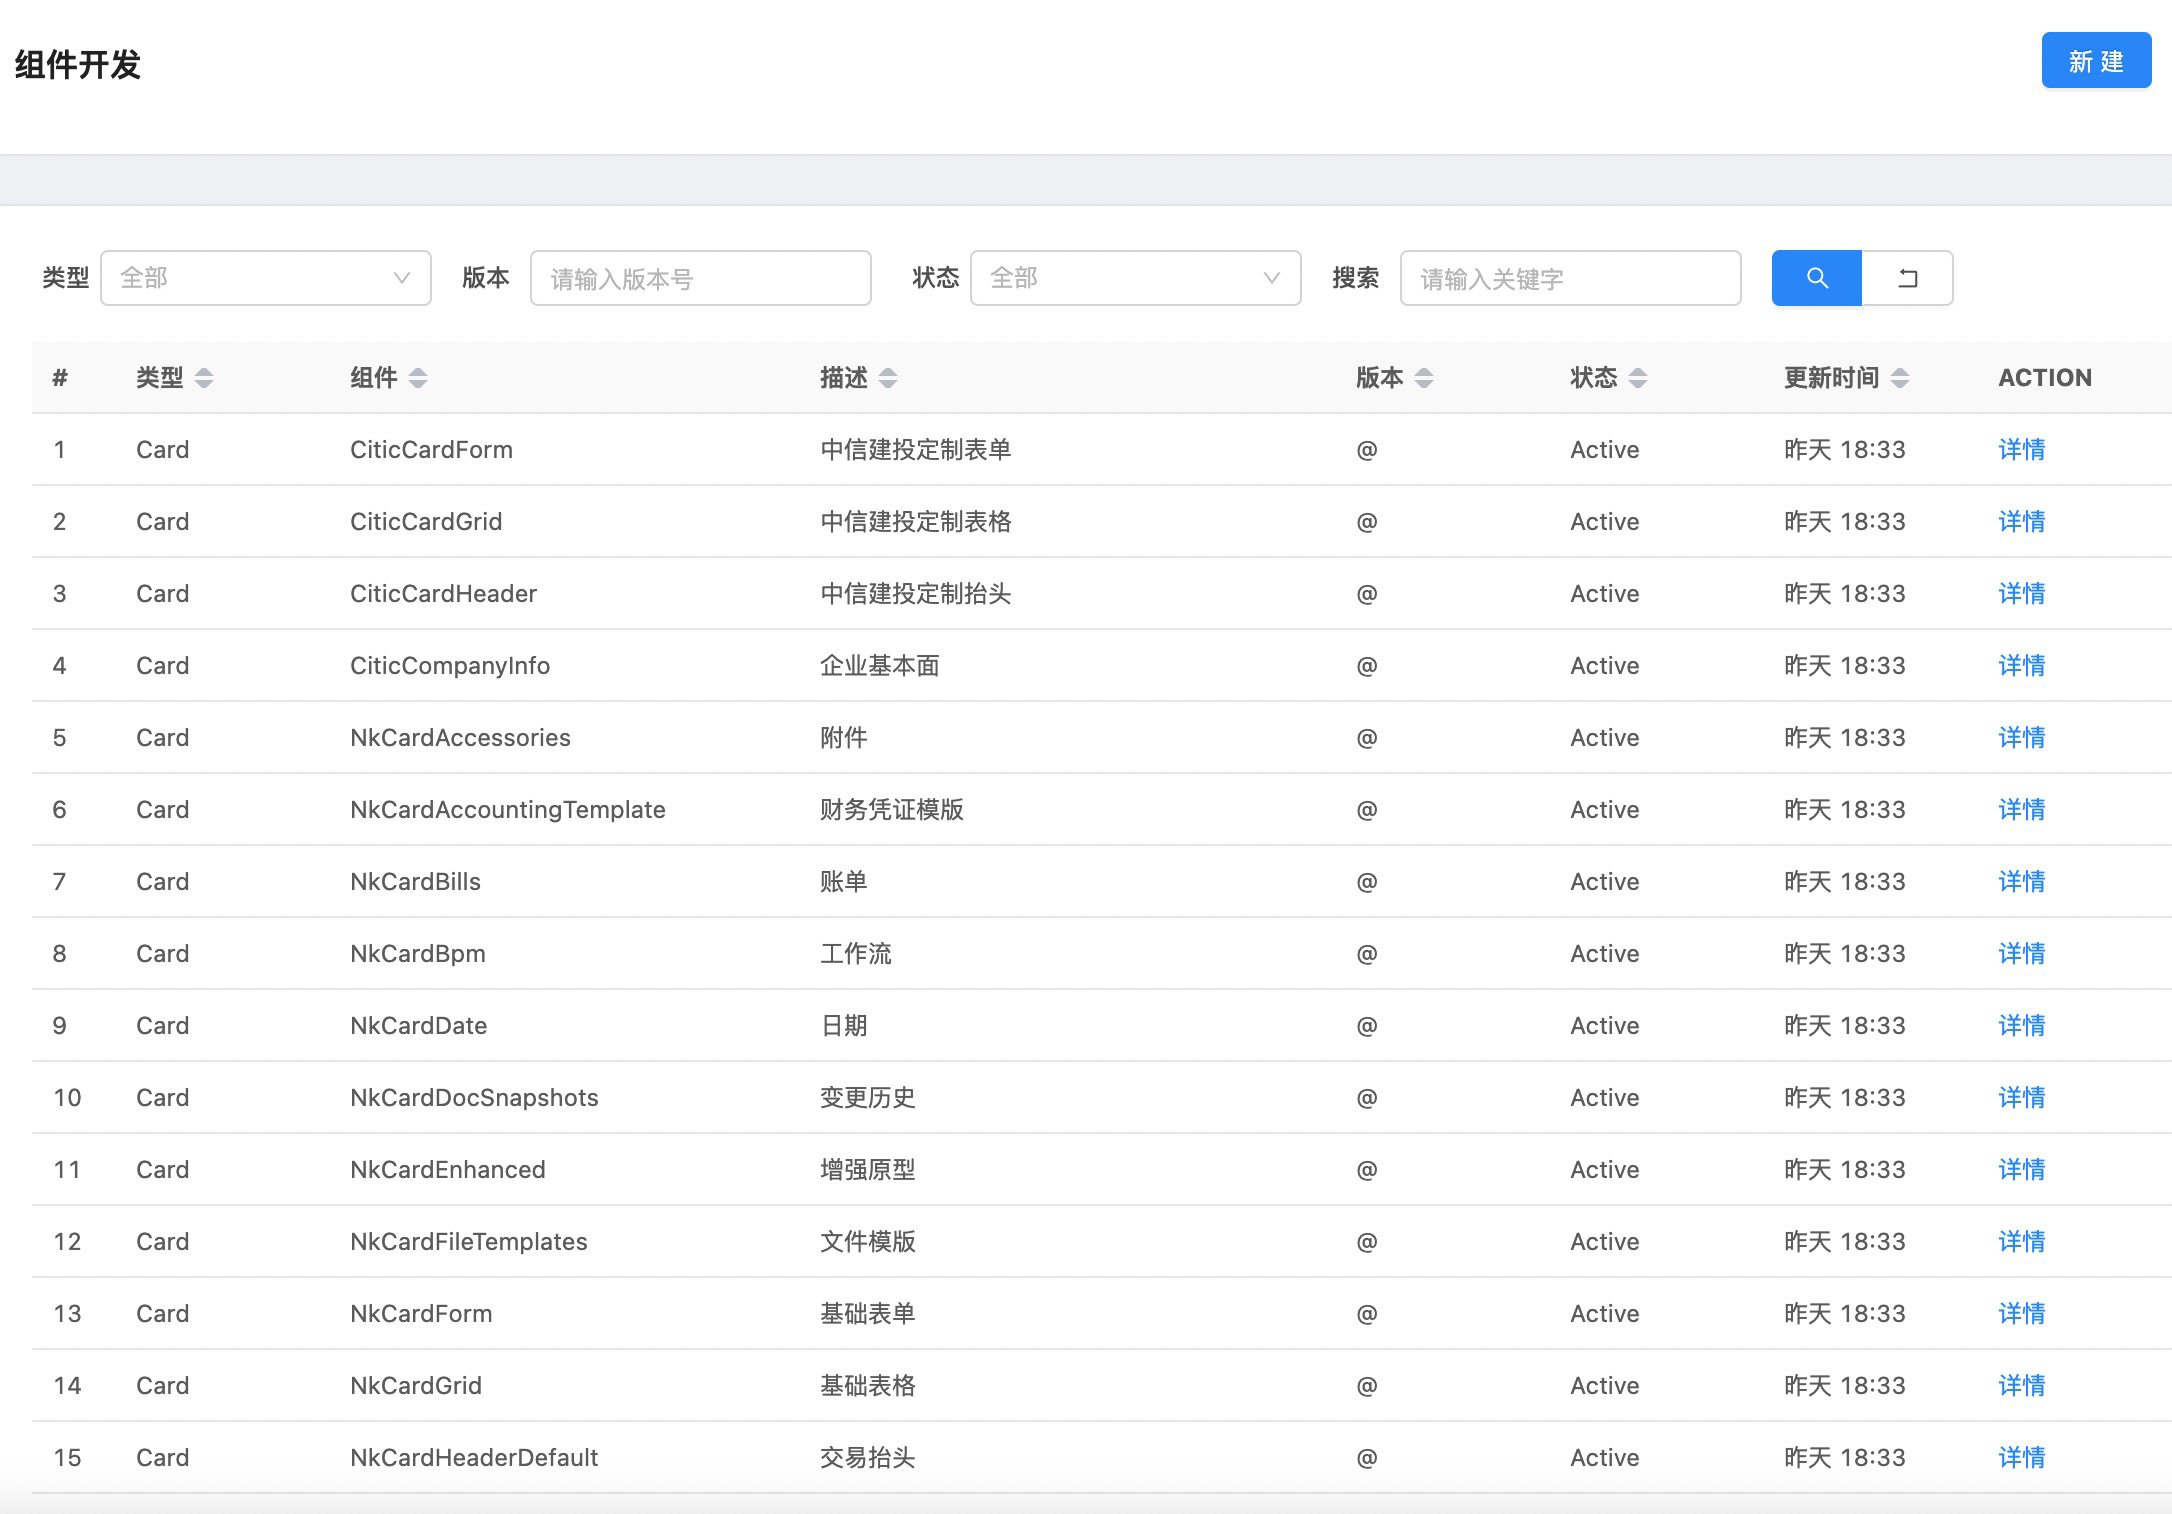 组件开发
新 建
类型 全部 版本 请输入版本号 状态 全部 搜索 请输入关键字
# 类型 组件 描述 版本 状态 更新时间 ACTION
1 Card CiticCardForm 中信建投定制表单 @ Active 昨天 18:33 详情
2 Card CiticCardGrid 中信建投定制表格 @ Active 昨天 18:33 详情
3 Card CiticCardHeader 中信建投定制抬头 @ Active 昨天 18:33 详情
4 Card CiticCompanyInfo 企业基本面 @ Active 昨天 18:33 详情
5 Card NkCardAccessories 附件 @ Active 昨天 18:33 详情
6 Card NkCardAccountingTemplate 财务凭证模版 @ Active 昨天 18:33 详情
7 Card NkCardBills 账单 @ Active 昨天 18:33 详情
8 Card NkCardBpm 工作流 @ Active 昨天 18:33 详情
9 Card NkCardDate 日期 @ Active 昨天 18:33 详情
10 Card NkCardDocSnapshots 变更历史 @ Active 昨天 18:33 详情
11 Card NkCardEnhanced 增强原型 @ Active 昨天 18:33 详情
12 Card NkCardFileTemplates 文件模版 @ Active 昨天 18:33 详情
13 Card NkCardForm 基础表单 @ Active 昨天 18:33 详情
14 Card NkCardGrid 基础表格 @ Active 昨天 18:33 详情
15 Card NkCardHeaderDefault 交易抬头 @ Active 昨天 18:33 详情